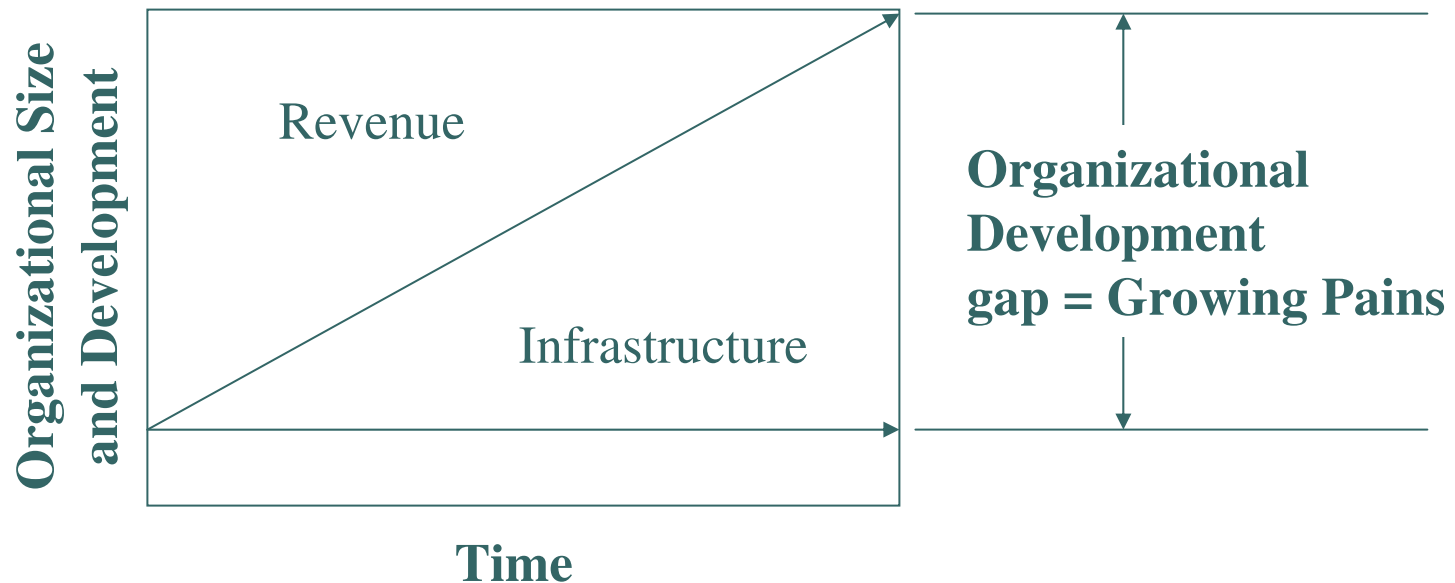 Organizational Size
and Development
Revenue
Infrastructure
Organizational
Development
gap = Growing Pains
Time